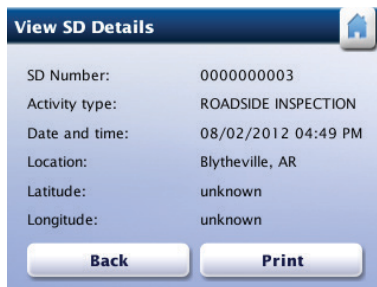 View SD Details
SD Number: 0000000003
Activity type: ROADSIDE INSPECTION
Date and time: 08/02/2012 04:49 PM
Location: Blytheville, AR
Latitude: unknown
Longitude: unknown
Back Print